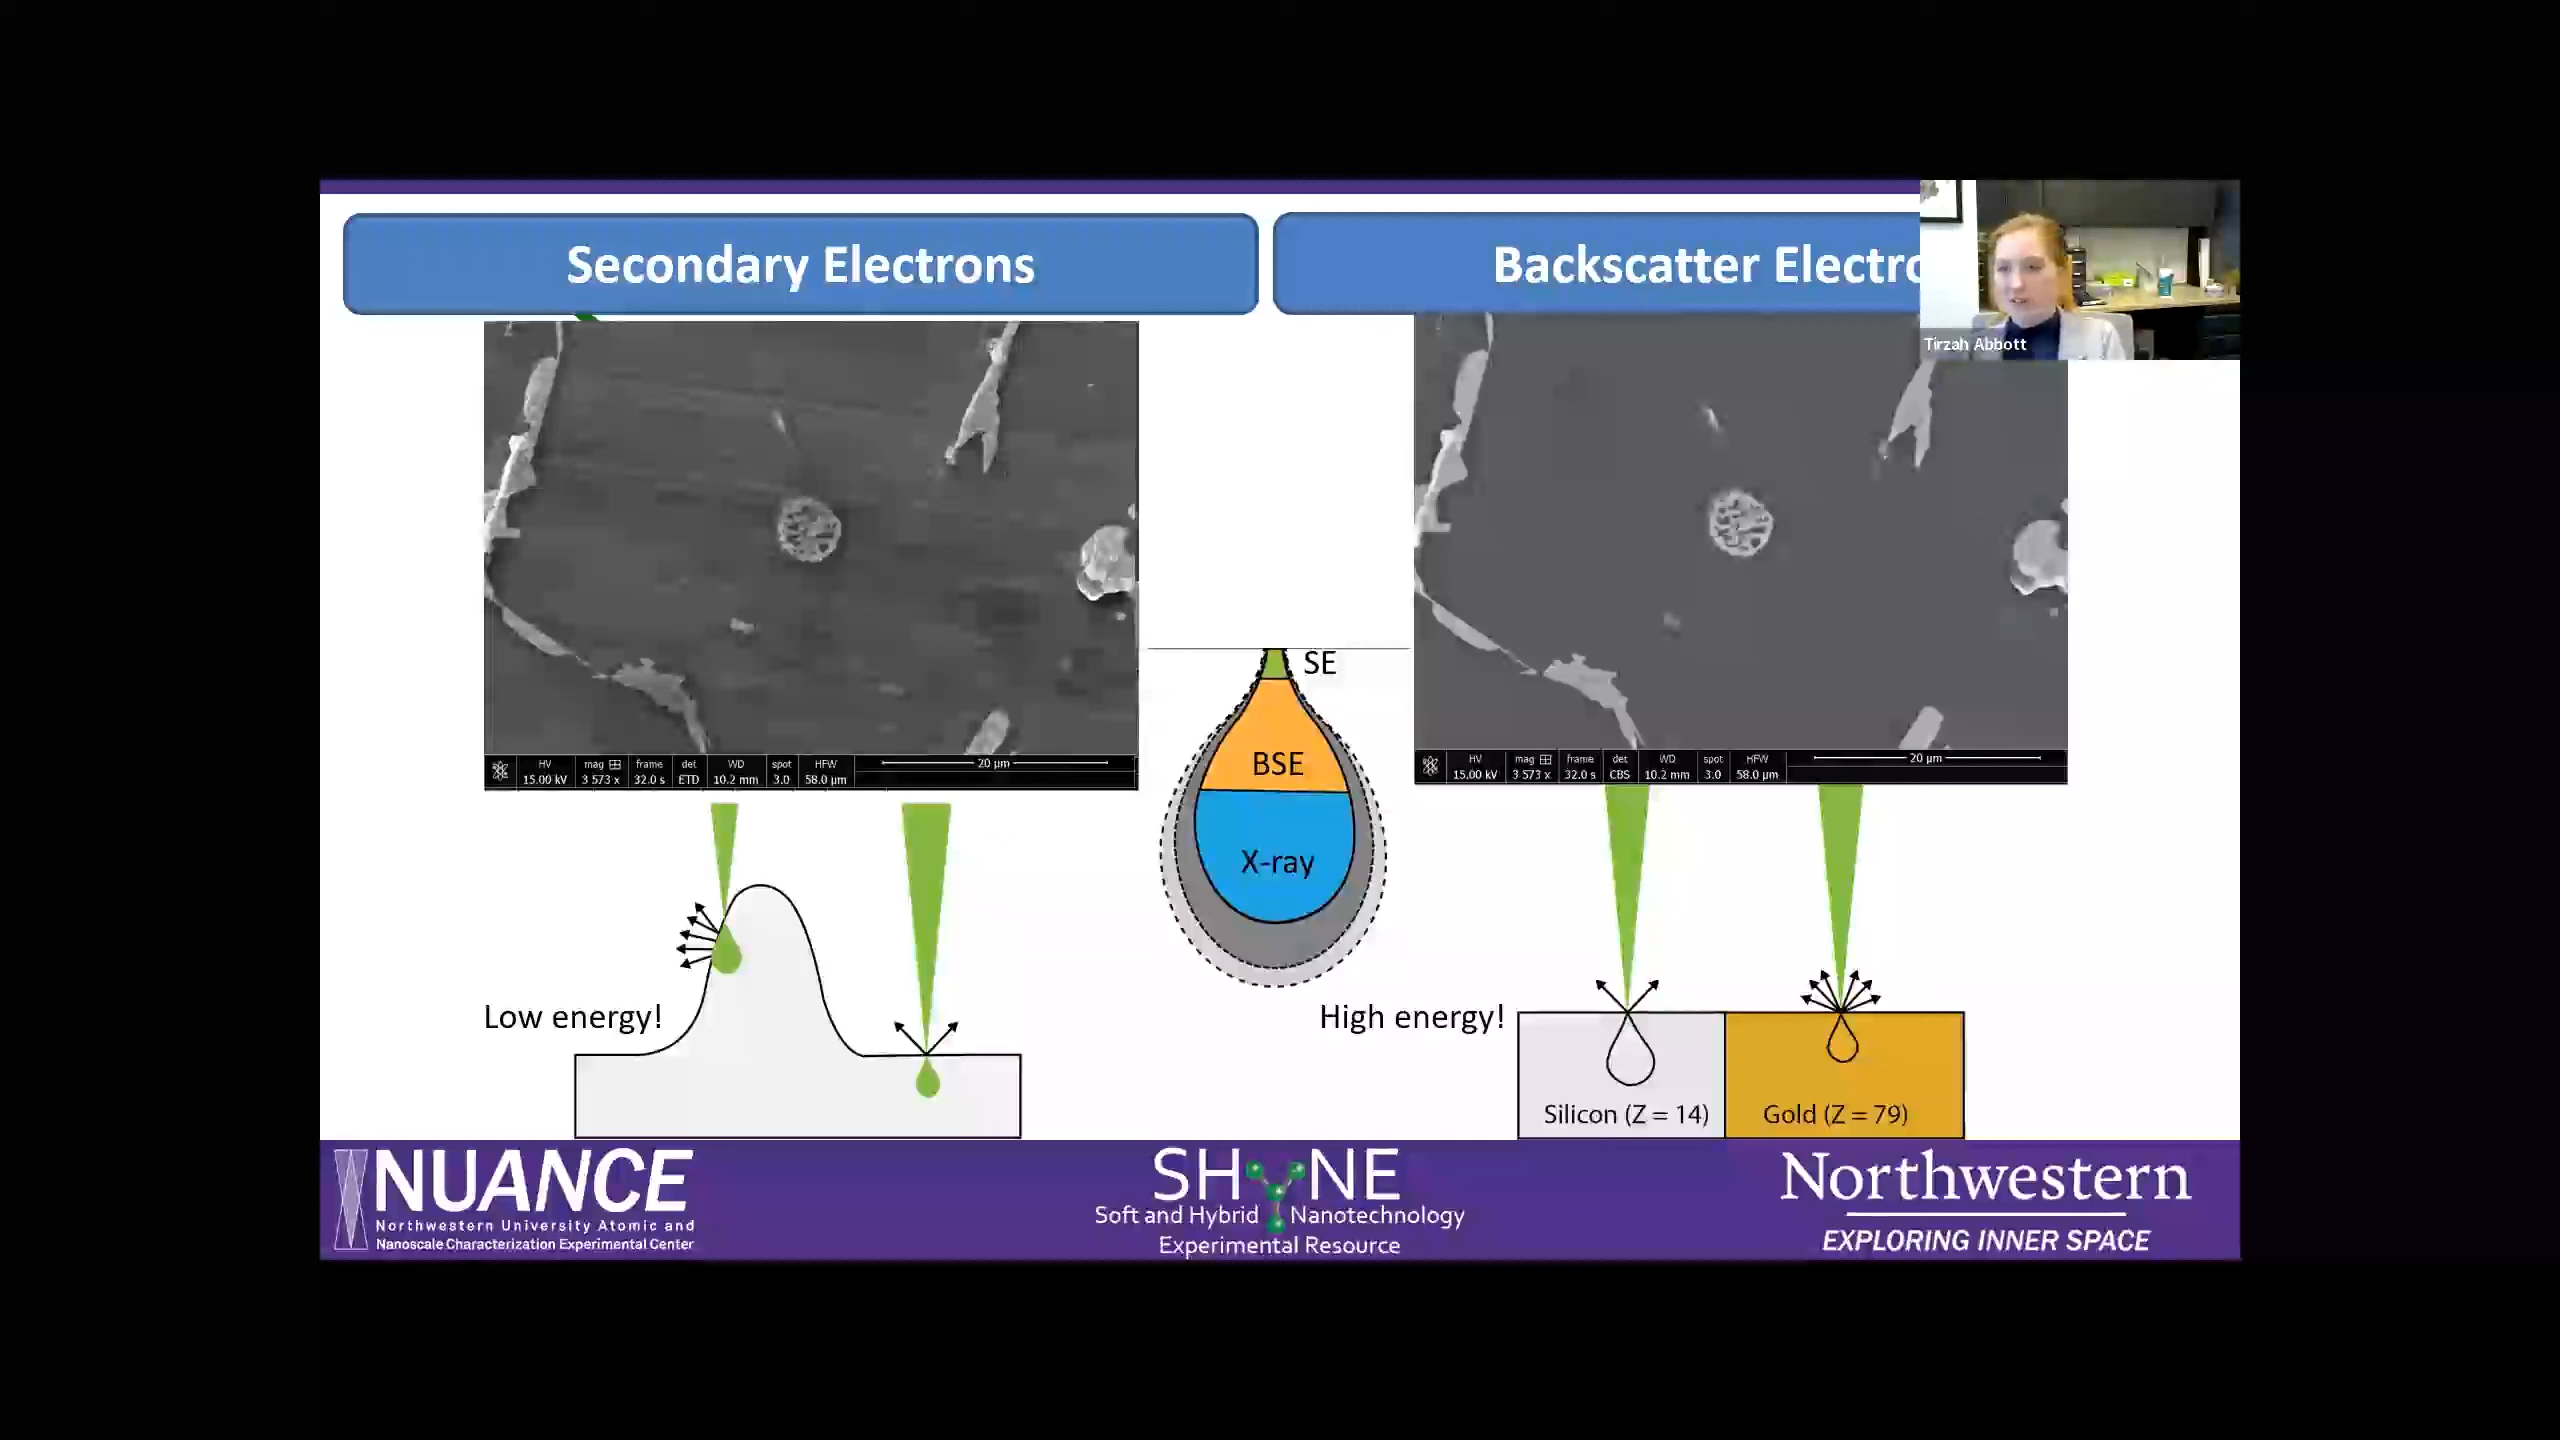 Secondary Electrons
Backscatter Electro
Tirzah Abbott
HV mag frame det WD spot HFW 20 µm
15.00 kV 3 573 x 32.0 s ETD 10.2 mm 3.0 58.0 µm
SE
BSE
X-ray
HV mag frame det WD spot HFW 20 µm
15.00 kV 3 573 x 32.0 s CBS 10.2 mm 3.0 58.0 µm
Low energy!
High energy!
Silicon (Z = 14)
Gold (Z = 79)
NUANCE
Northwestern University Atomic and
Nanoscale Characterization Experimental Center
SHyNE
Soft and Hybrid Nanotechnology
Experimental Resource
Northwestern
EXPLORING INNER SPACE